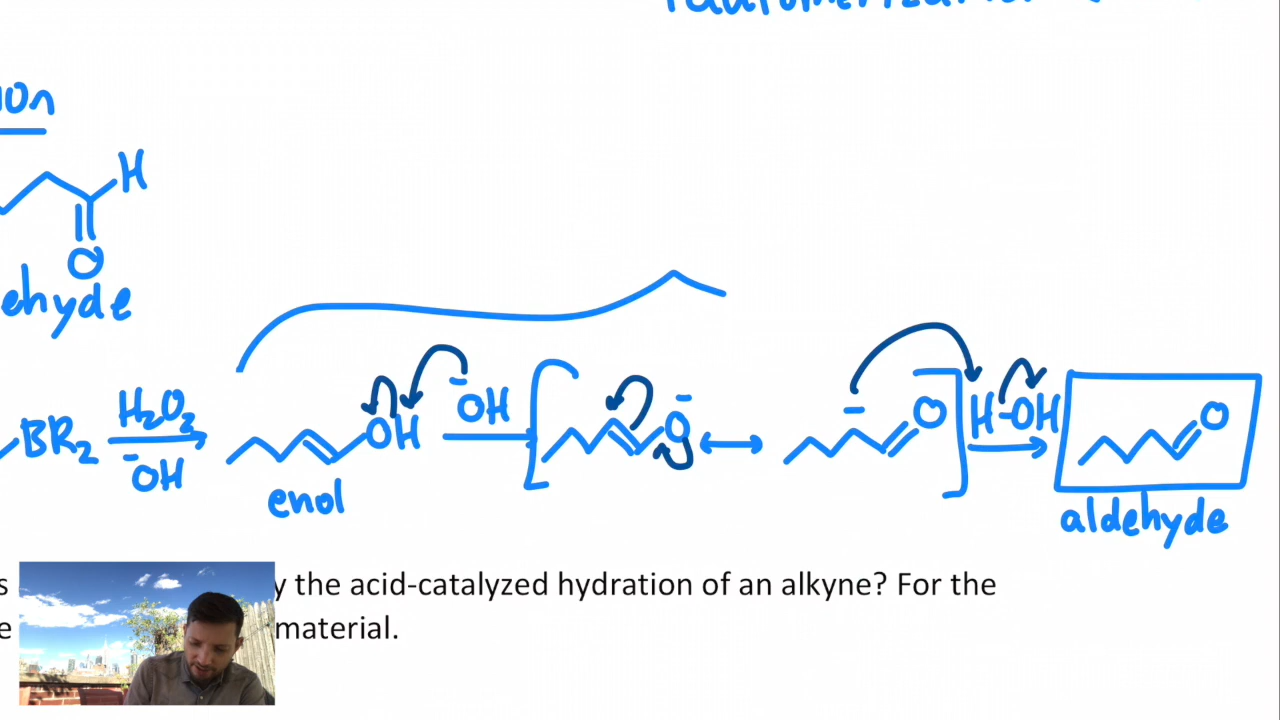 enol
ehyde
BR₂ H₂O₂ ⁻OH OH ⁻OH O⁻ ⁻ O H-OH O
H
O
aldehyde
y the acid-catalyzed hydration of an alkyne? For the
material.